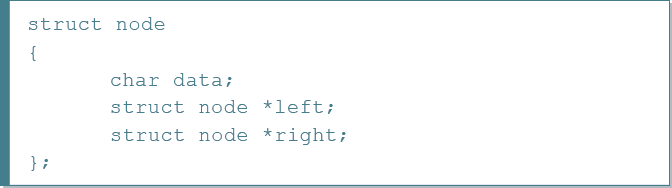 struct node
{
char data;
struct node *left;
struct node *right;
};